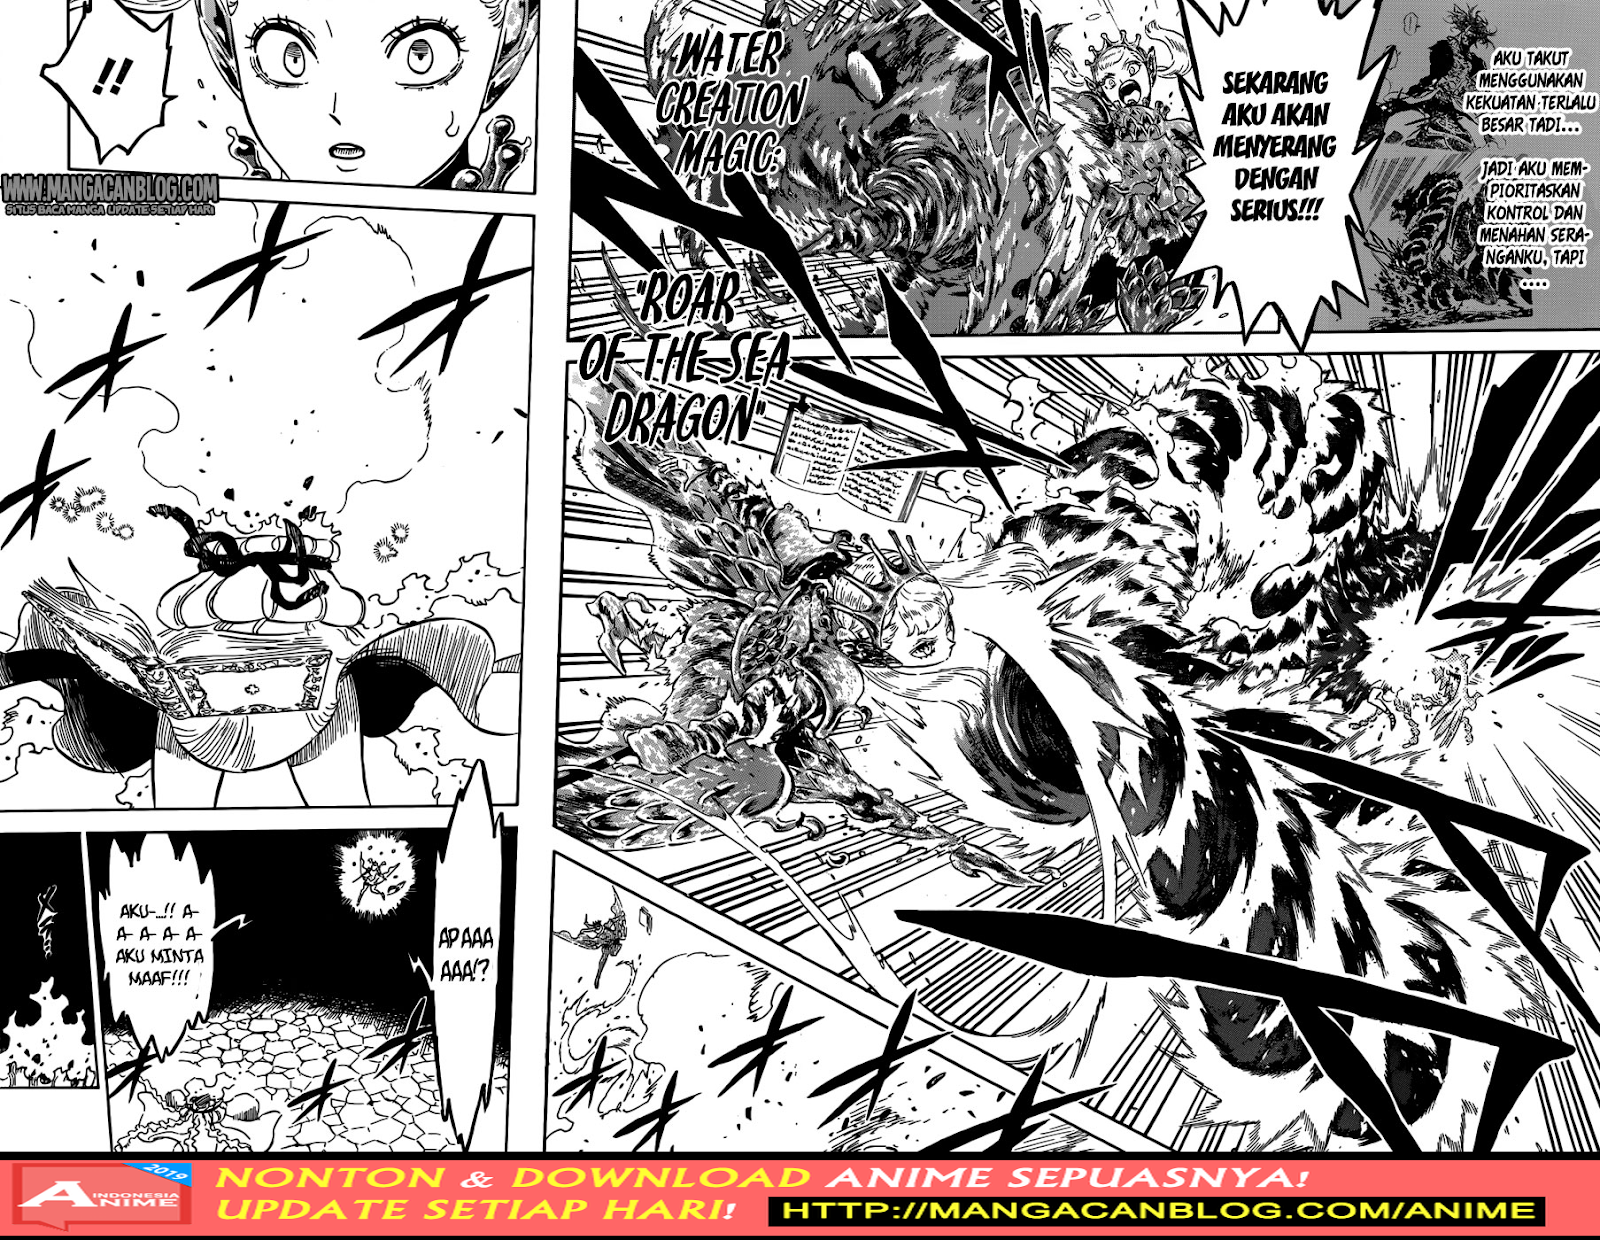 AKU TAKUT
MENGGUNAKAN
KEKUATAN TERLALU
BESAR TADI...
JADI AKU MEM-
PIORITASKAN
KONTROL DAN
MENAHAN SERA-
NGANKU, TAPI
....
SEKARANG
AKU AKAN
MENYERANG
DENGAN
SERIUS!!!
WATER
CREATION
MAGIC:
"ROAR
OF THE SEA
DRAGON"
!!
WWW.MANGACANBLOG.COM
SITUS BACA MANGA UPDATE SETIAP HARI
APAAA
AAA!?
AKU-...!! A-
A- A- A- A-
AKU MINTA
MAAF!!!
2019
INDONESIA
ANIME
NONTON & DOWNLOAD ANIME SEPUASNYA!
UPDATE SETIAP HARI!
HTTP://MANGACANBLOG.COM/ANIME